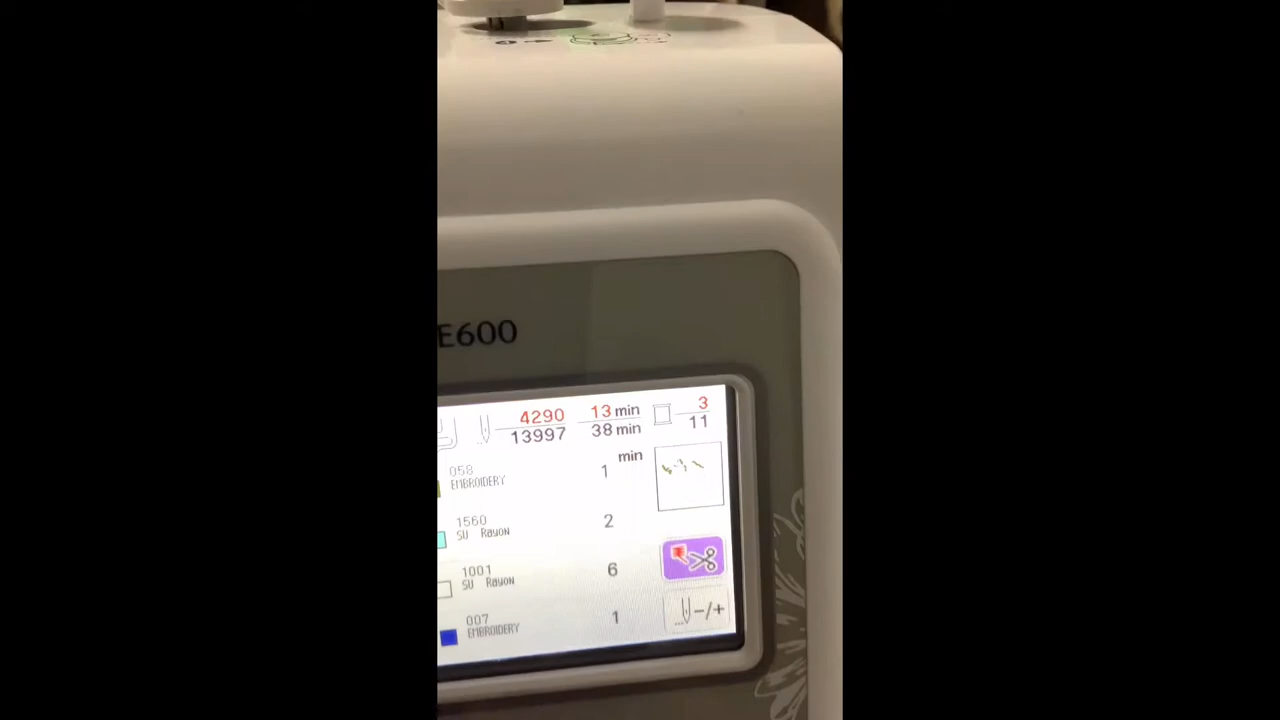 E600
4290 13 min 3
13997 38 min 11
min
058 1
EMBROIDERY
1560 2
SU Rayon
1001 6
SU Rayon
007 1
EMBROIDERY
-/+